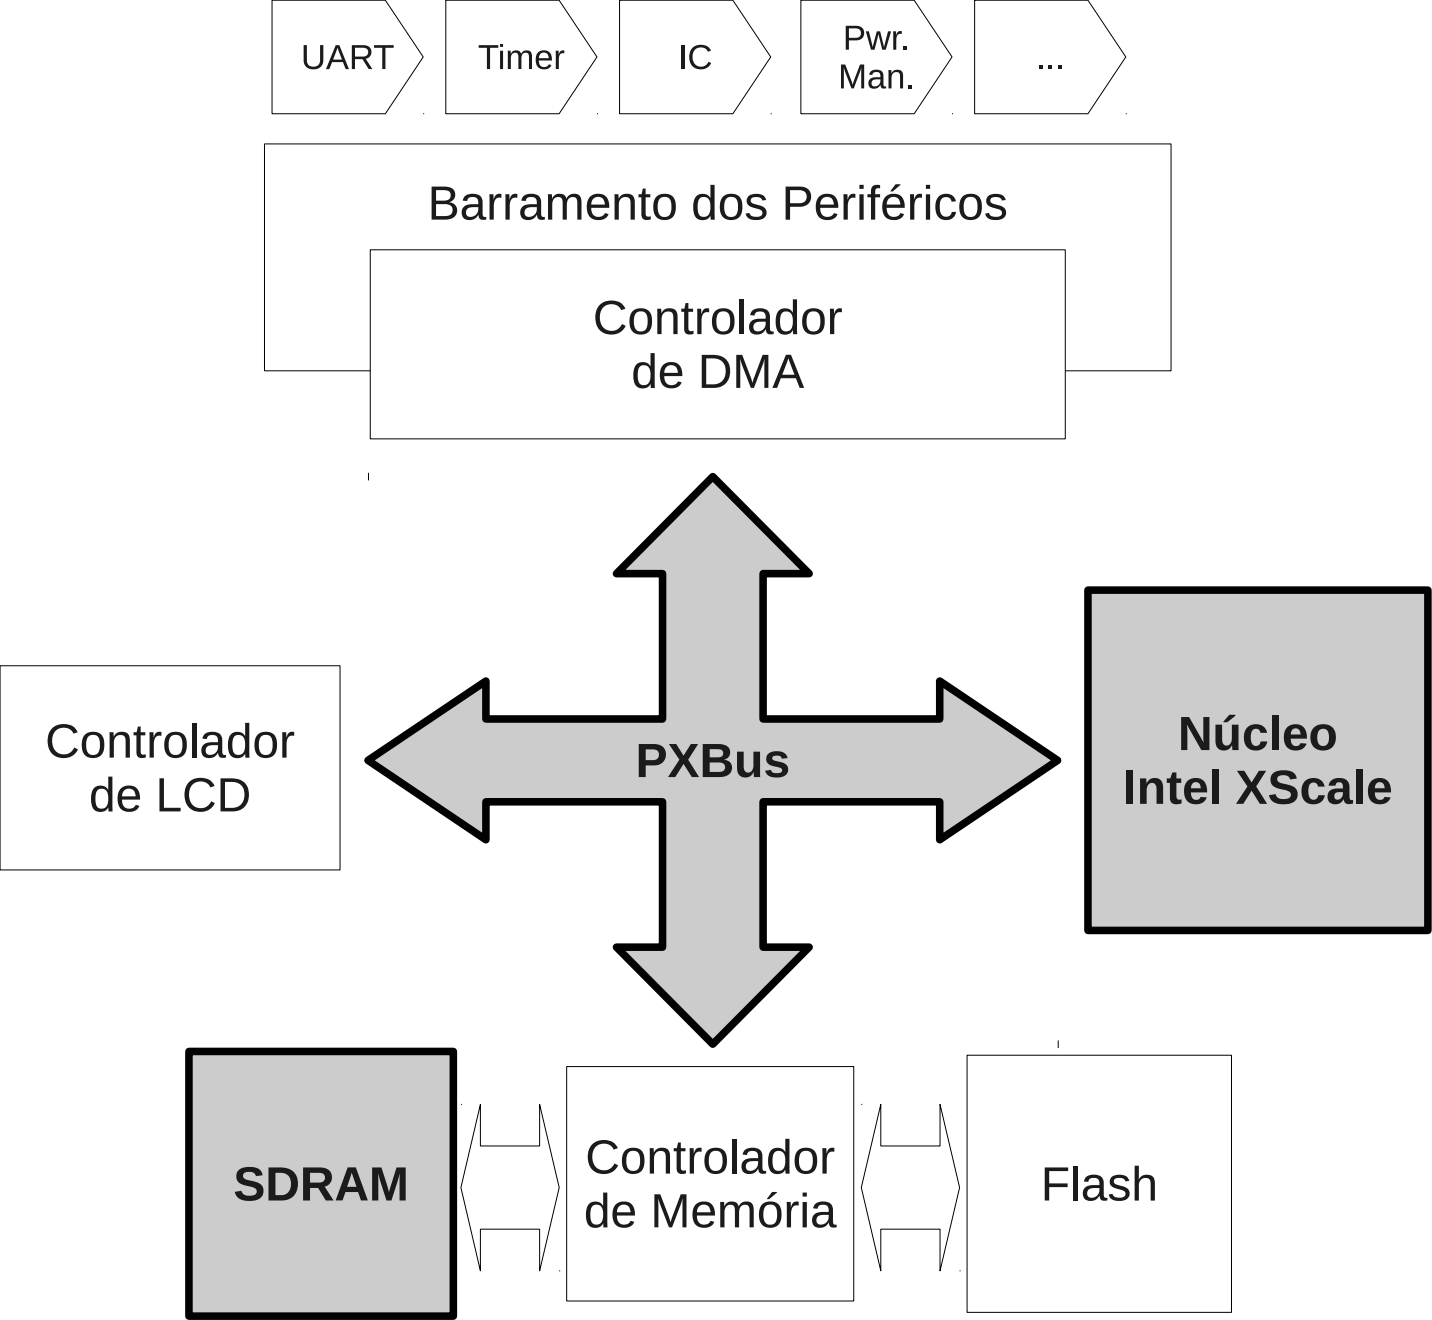 UART
Timer
IC
Pwr.
Man.
...
Barramento dos Periféricos
Controlador
de DMA
Controlador
de LCD
PXBus
Núcleo
Intel XScale
SDRAM
Controlador
de Memória
Flash